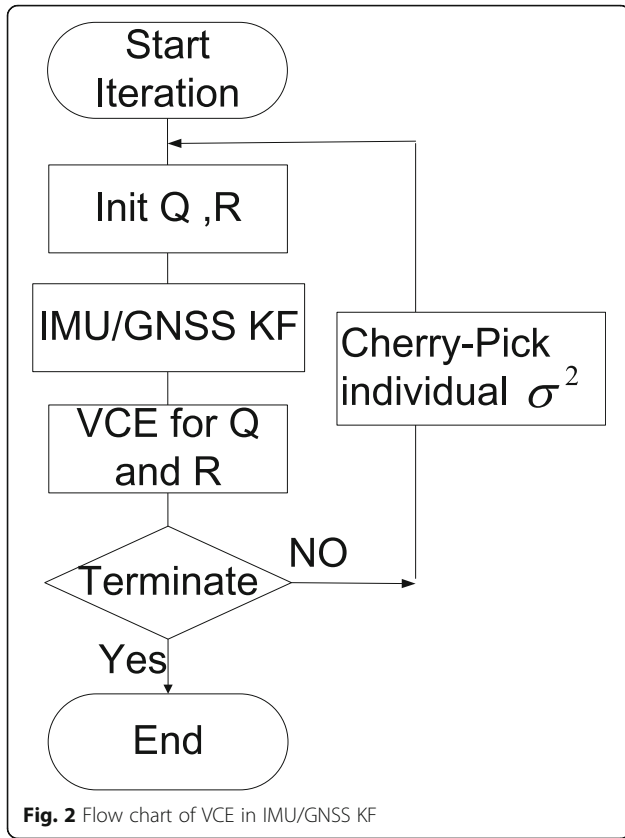 Start
Iteration
Init Q ,R
IMU/GNSS KF
Cherry-Pick
individual σ²
VCE for Q
and R
NO
Terminate
Yes
End
Fig. 2 Flow chart of VCE in IMU/GNSS KF